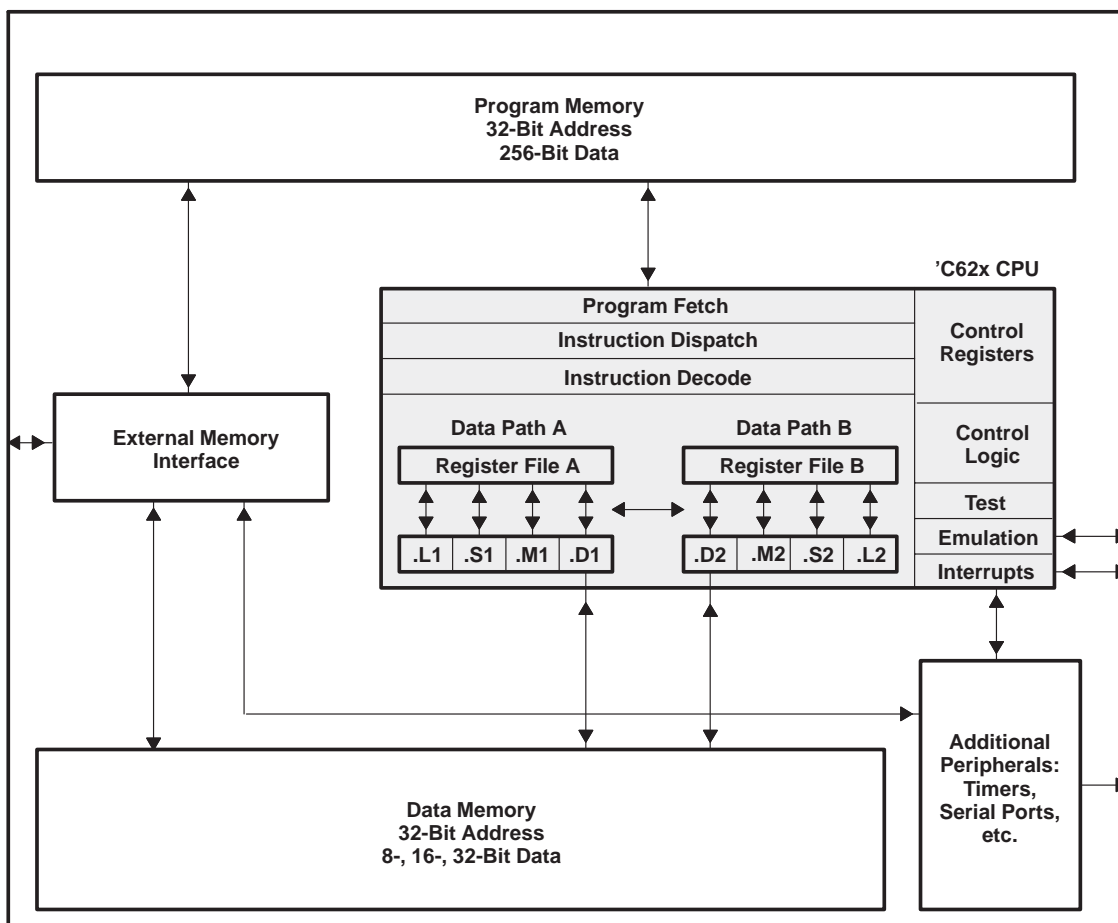 Program Memory
32-Bit Address
256-Bit Data
’C62x CPU
Program Fetch
Instruction Dispatch
Instruction Decode
Control
Registers
Control
Logic
Test
Emulation
Interrupts
External Memory
Interface
Data Path A
Register File A
.L1 .S1 .M1 .D1
Data Path B
Register File B
.D2 .M2 .S2 .L2
Data Memory
32-Bit Address
8-, 16-, 32-Bit Data
Additional
Peripherals:
Timers,
Serial Ports,
etc.